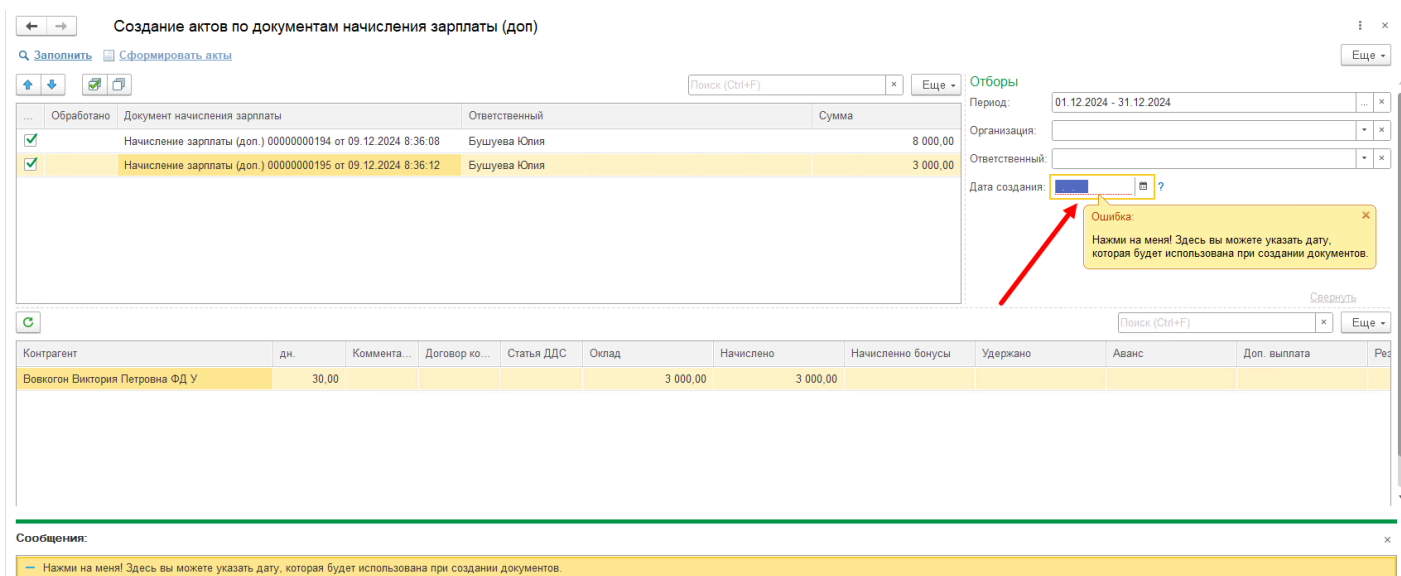 Создание актов по документам начисления зарплаты (доп)
Заполнить Сформировать акты Еще
Поиск (Ctrl+F) × Еще Отборы
... Обработано Документ начисления зарплаты Ответственный Сумма
Период: 01.12.2024 - 31.12.2024 ... ×
Начисление зарплаты (доп.) 00000000194 от 09.12.2024 8:36:08 Бушуева Юлия 8 000,00
Организация: ×
Начисление зарплаты (доп.) 00000000195 от 09.12.2024 8:36:12 Бушуева Юлия 3 000,00
Ответственный: ×
Дата создания: . . ?
Ошибка: ×
Нажми на меня! Здесь вы можете указать дату,
которая будет использована при создании документов.
Свернуть
Поиск (Ctrl+F) × Еще
Контрагент дн. Коммента... Договор ко... Статья ДДС Оклад Начислено Начисленно бонусы Удержано Аванс Доп. выплата Рез
Вовкогон Виктория Петровна ФД У 30,00 3 000,00 3 000,00
Сообщения: ×
— Нажми на меня! Здесь вы можете указать дату, которая будет использована при создании документов.